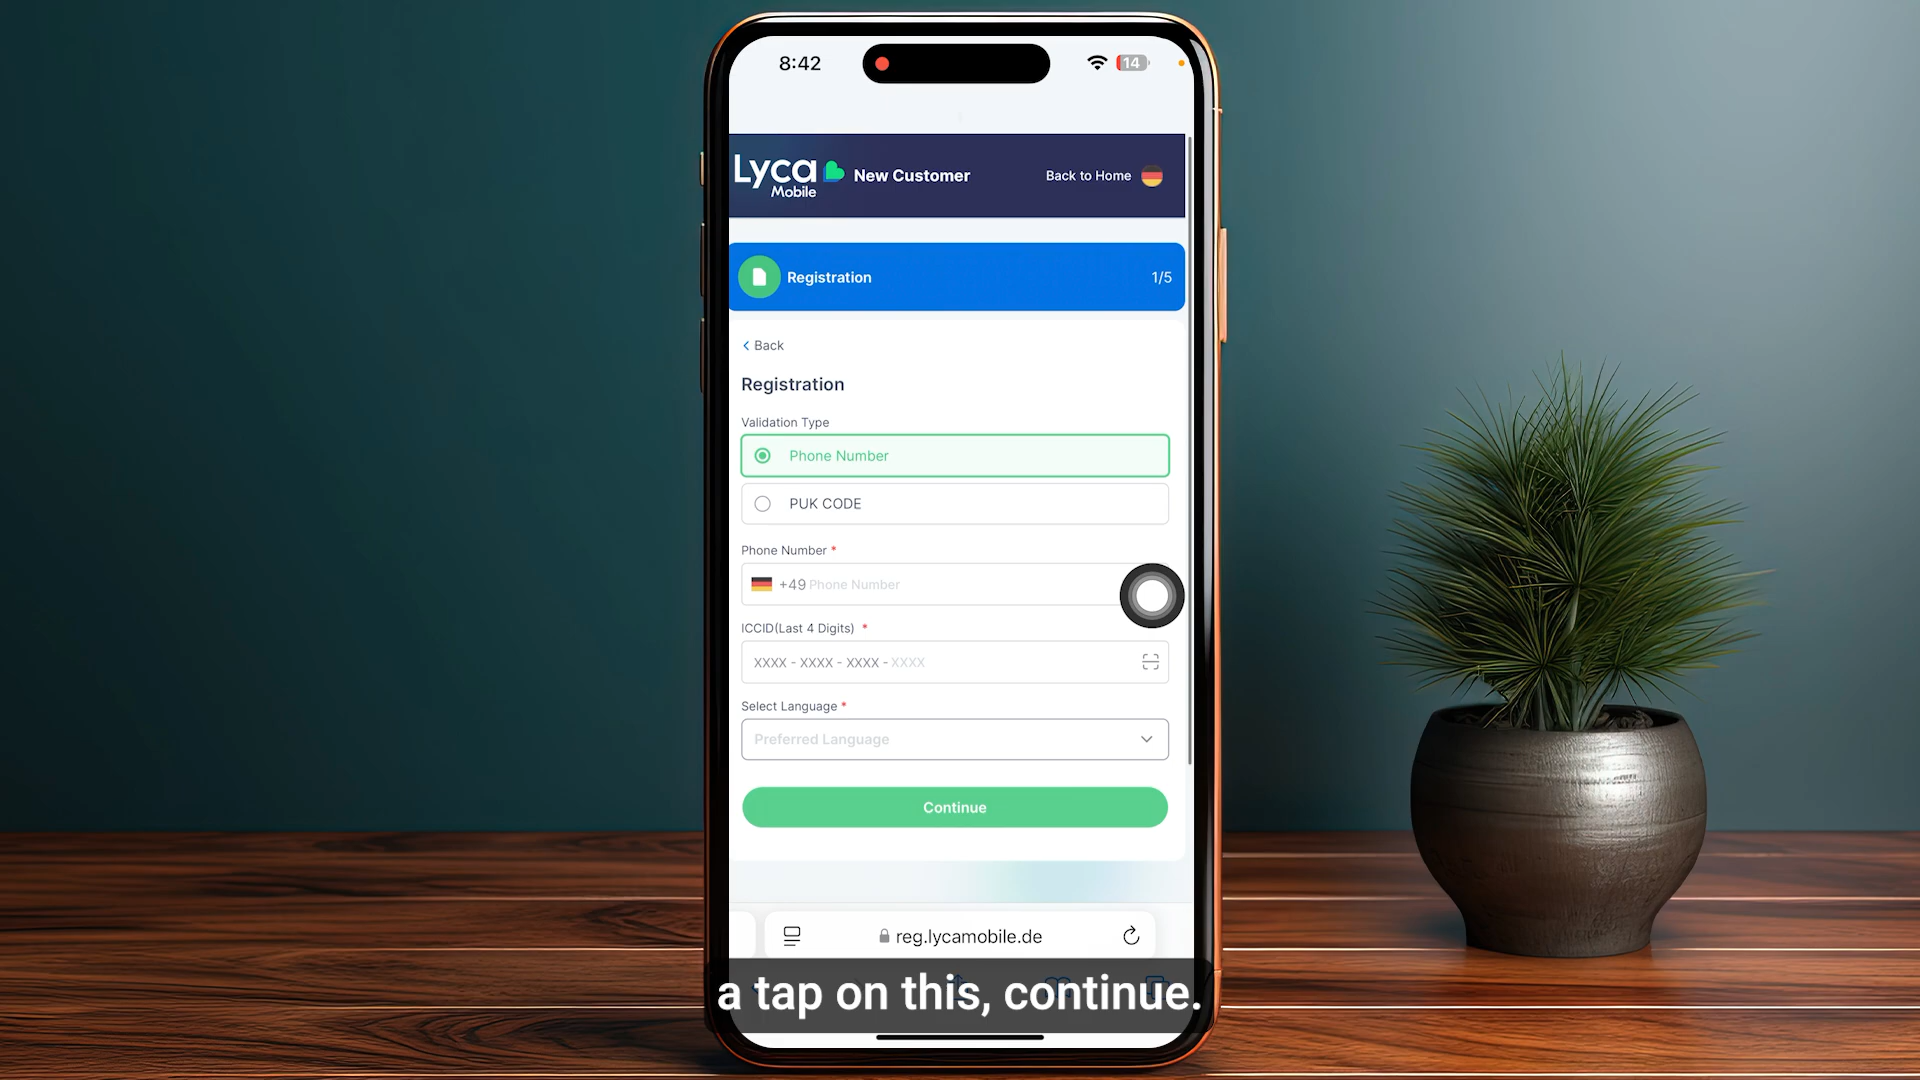 8:42
14
Lyca
Mobile
New Customer
Back to Home
Registration
1/5
Back
Registration
Validation Type
Phone Number
PUK CODE
Phone Number *
+49 Phone Number
ICCID(Last 4 Digits) *
XXXX - XXXX - XXXX - XXXX
Select Language *
Preferred Language
Continue
reg.lycamobile.de
a tap on this, continue.